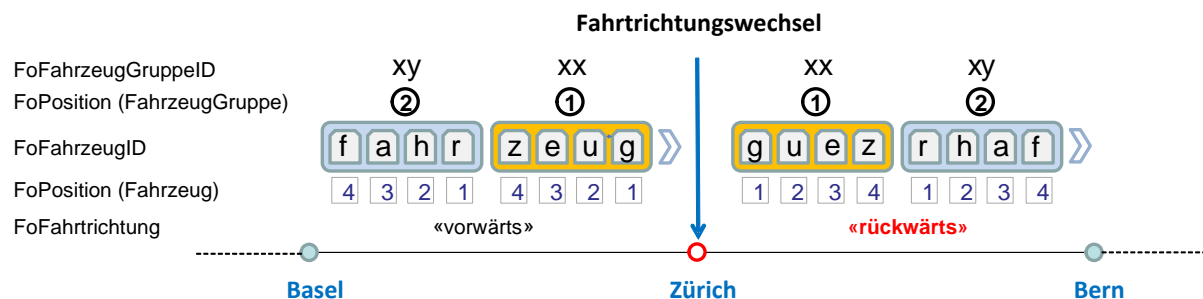 Fahrtrichtungswechsel
FoFahrzeugGruppeID xy xx xx xy
FoPosition (FahrzeugGruppe) 2 1 1 2
FoFahrzeugID f a h r z e u g g u e z r h a f
FoPosition (Fahrzeug) 4 3 2 1 4 3 2 1 1 2 3 4 1 2 3 4
FoFahrtrichtung «vorwärts» «rückwärts»
Basel Zürich Bern